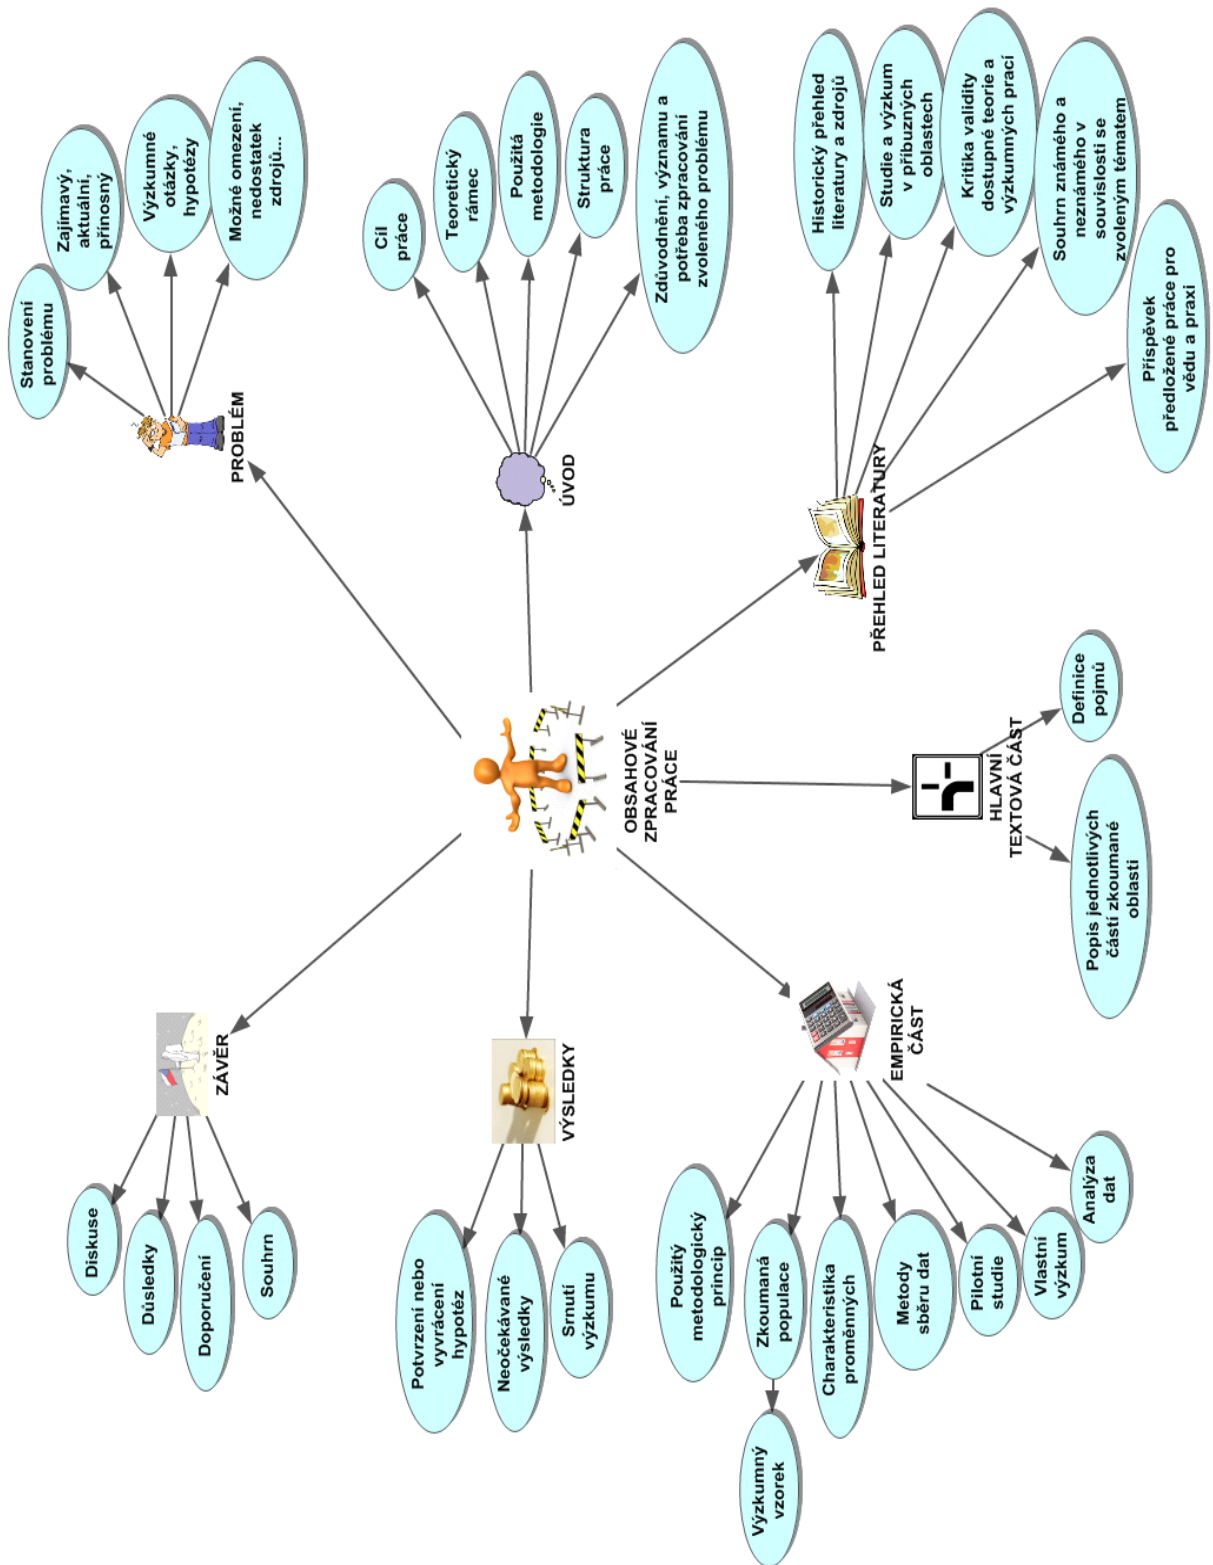 Stanovení
problému
Zajímavý,
aktuální,
přínosný
Výzkumné
otázky,
hypotézy
Možné omezení,
nedostatek
zdrojů...
PROBLÉM
Cíl
práce
Teoretický
rámec
Použitá
metodologie
Struktura
práce
Zdůvodnění, významu a
potřeba zpracování
zvoleného problému
ÚVOD
Historický přehled
literatury a zdrojů
Studie a výzkum
v příbuzných
oblastech
Kritika validity
dostupné teorie a
výzkumných prací
Souhrn známého a
neznámého v
souvislosti se
zvoleným tématem
Příspěvek
předložené práce pro
vědu a praxi
PŘEHLED LITERATURY
OBSAHOVÉ
ZPRACOVÁNÍ
PRÁCE
HLAVNÍ
TEXTOVÁ ČÁST
Definice
pojmů
Popis jednotlivých
částí zkoumané
oblasti
EMPIRICKÁ
ČÁST
Použitý
metodologický
princip
Zkoumaná
populace
Výzkumný
vzorek
Charakteristika
proměnných
Metody
sběru dat
Pilotní
studie
Vlastní
výzkum
Analýza
dat
VÝSLEDKY
Potvrzení nebo
vyvrácení
hypotéz
Neočekávané
výsledky
Srnutí
výzkumu
ZÁVĚR
Diskuse
Důsledky
Doporučení
Souhrn